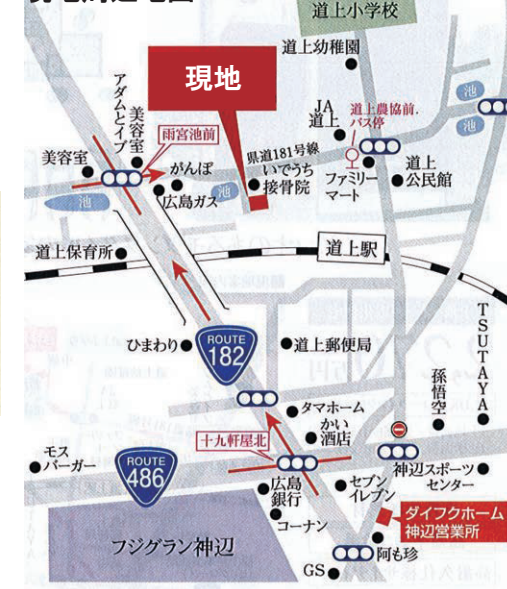 道上小学校
道上幼稚園
現地
アダムとイブ
美容室
雨宮池前
JA
道上
道上農協前
バス停
池
池
池
美容室
がんぼ
県道181号線
いでうち
接骨院
ファミリー
マート
道上
公民館
池
池
広島ガス
道上保育所
道上駅
ひまわり
ROUTE
182
道上郵便局
TSUTAYA
孫悟空
タマホーム
かい
酒店
十九軒屋北
モス
バーガー
ROUTE
486
広島
銀行
セブン
イレブン
神辺スポーツ
センター
コーナン
ダイフクホーム
神辺営業所
フジグラン神辺
阿も珍
GS